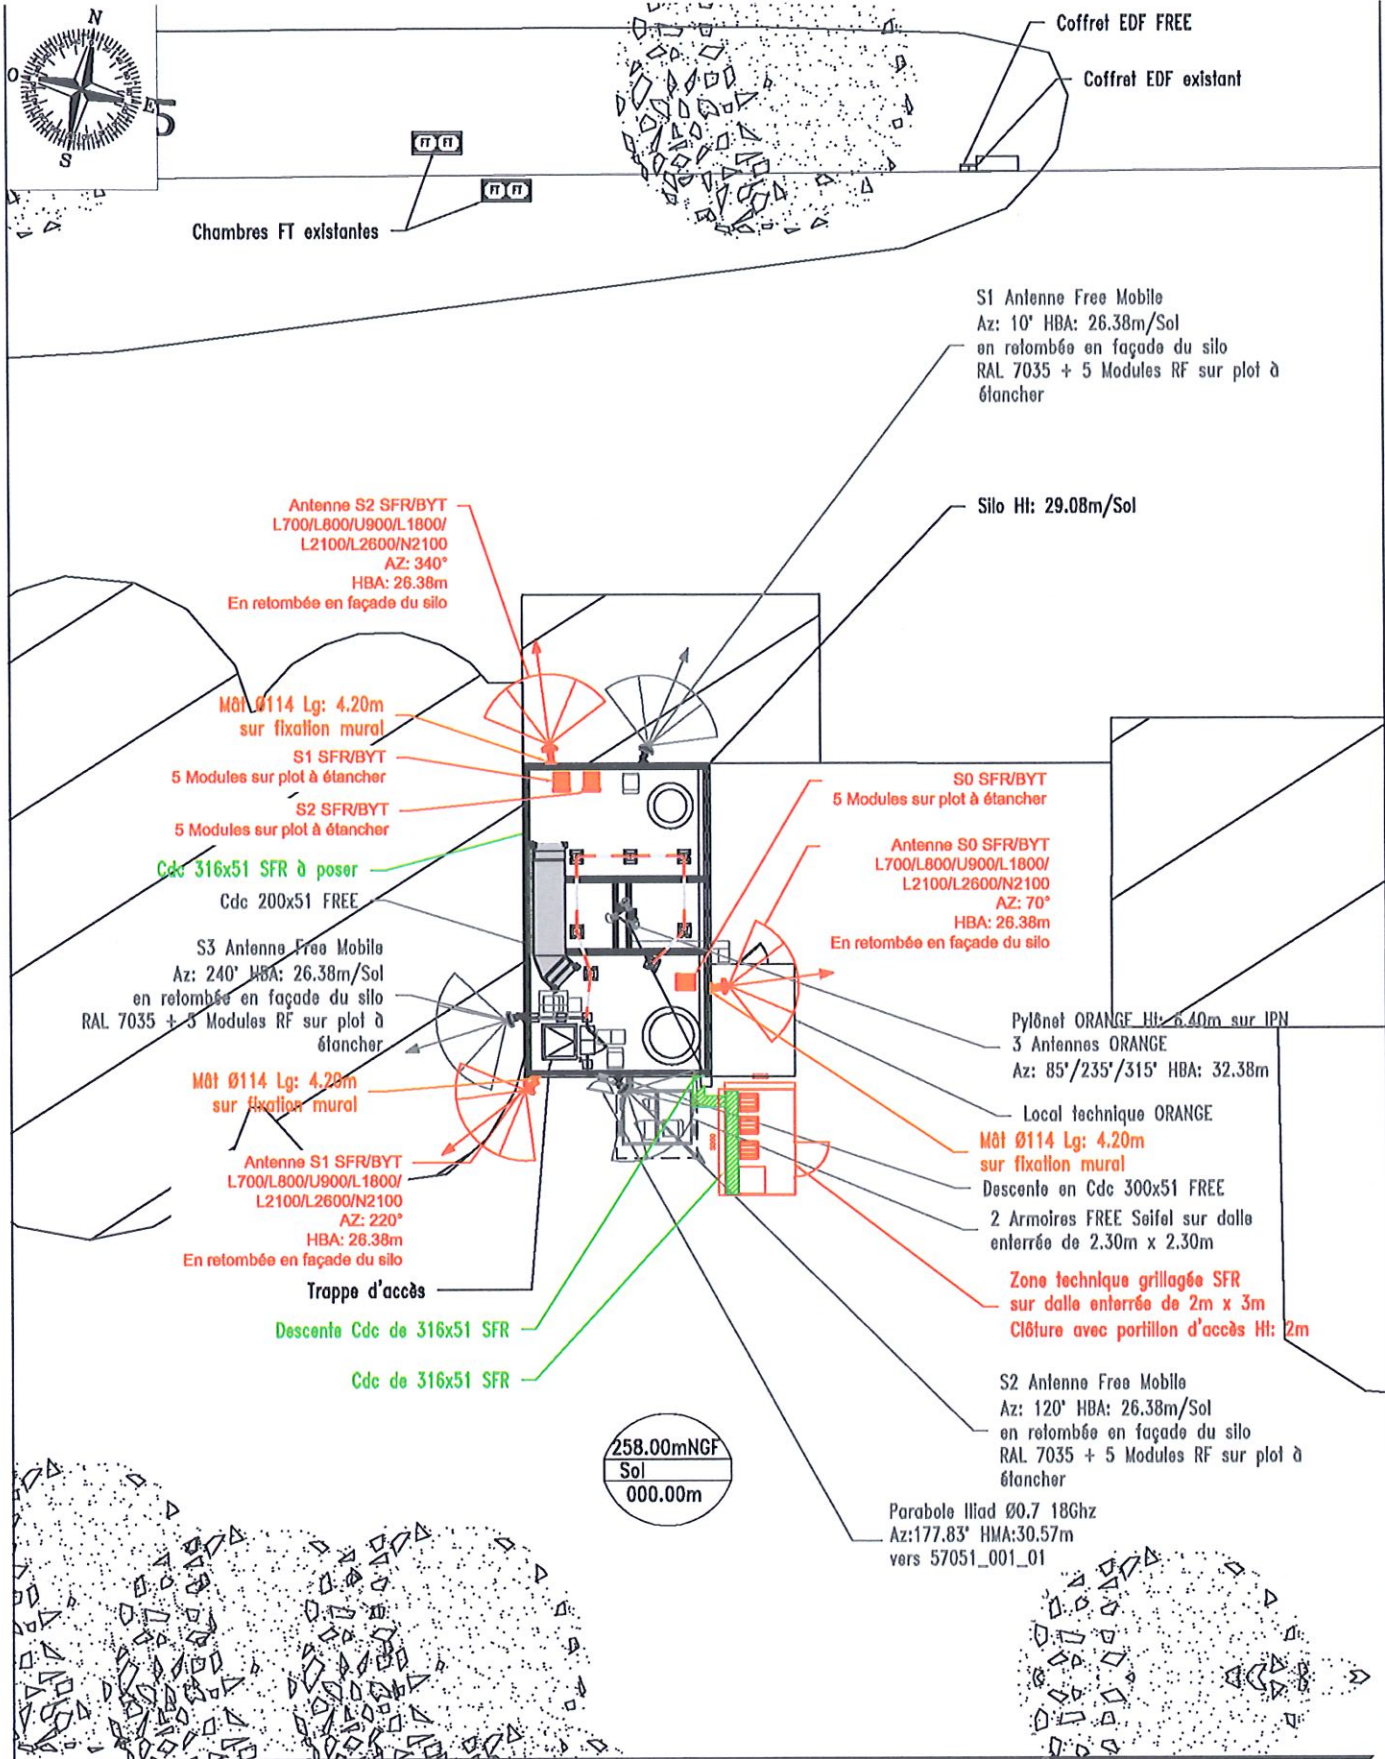 N
O
E
S
5
Coffret EDF FREE
Coffret EDF existant
FT FT
FT FT
Chambres FT existantes
S1 Antenne Free Mobile
Az: 10° HBA: 26.38m/Sol
en retombée en façade du silo
RAL 7035 + 5 Modules RF sur plot à
étancher
Silo Ht: 29.08m/Sol
Antenne S2 SFR/BYT
L700/L800/U900/L1800/
L2100/L2600/N2100
AZ: 340°
HBA: 26.38m
En retombée en façade du silo
Mât Ø114 Lg: 4.20m
sur fixation mural
S1 SFR/BYT
5 Modules sur plot à étancher
S2 SFR/BYT
5 Modules sur plot à étancher
Cdc 316x51 SFR à poser
Cdc 200x51 FREE
S3 Antenne Free Mobile
Az: 240° HBA: 26.38m/Sol
en retombée en façade du silo
RAL 7035 + 5 Modules RF sur plot à
étancher
Mât Ø114 Lg: 4.20m
sur fixation mural
Antenne S1 SFR/BYT
L700/L800/U900/L1800/
L2100/L2600/N2100
AZ: 220°
HBA: 26.38m
En retombée en façade du silo
Trappe d'accès
Descente Cdc de 316x51 SFR
Cdc de 316x51 SFR
S0 SFR/BYT
5 Modules sur plot à étancher
Antenne S0 SFR/BYT
L700/L800/U900/L1800/
L2100/L2600/N2100
AZ: 70°
HBA: 26.38m
En retombée en façade du silo
Pylônet ORANGE Ht: 6.40m sur IPN
3 Antennes ORANGE
Az: 85°/235°/315° HBA: 32.38m
Local technique ORANGE
Mât Ø114 Lg: 4.20m
sur fixation mural
Descente en Cdc 300x51 FREE
2 Armoires FREE Seifel sur dalle
enterrée de 2.30m x 2.30m
Zone technique grillagée SFR
sur dalle enterrée de 2m x 3m
Clôture avec portillon d'accès Ht: 2m
S2 Antenne Free Mobile
Az: 120° HBA: 26.38m/Sol
en retombée en façade du silo
RAL 7035 + 5 Modules RF sur plot à
étancher
Parabole Iliad Ø0.7 18Ghz
Az:177.83° HMA:30.57m
vers 57051_001_01
258.00mNGF
Sol
000.00m